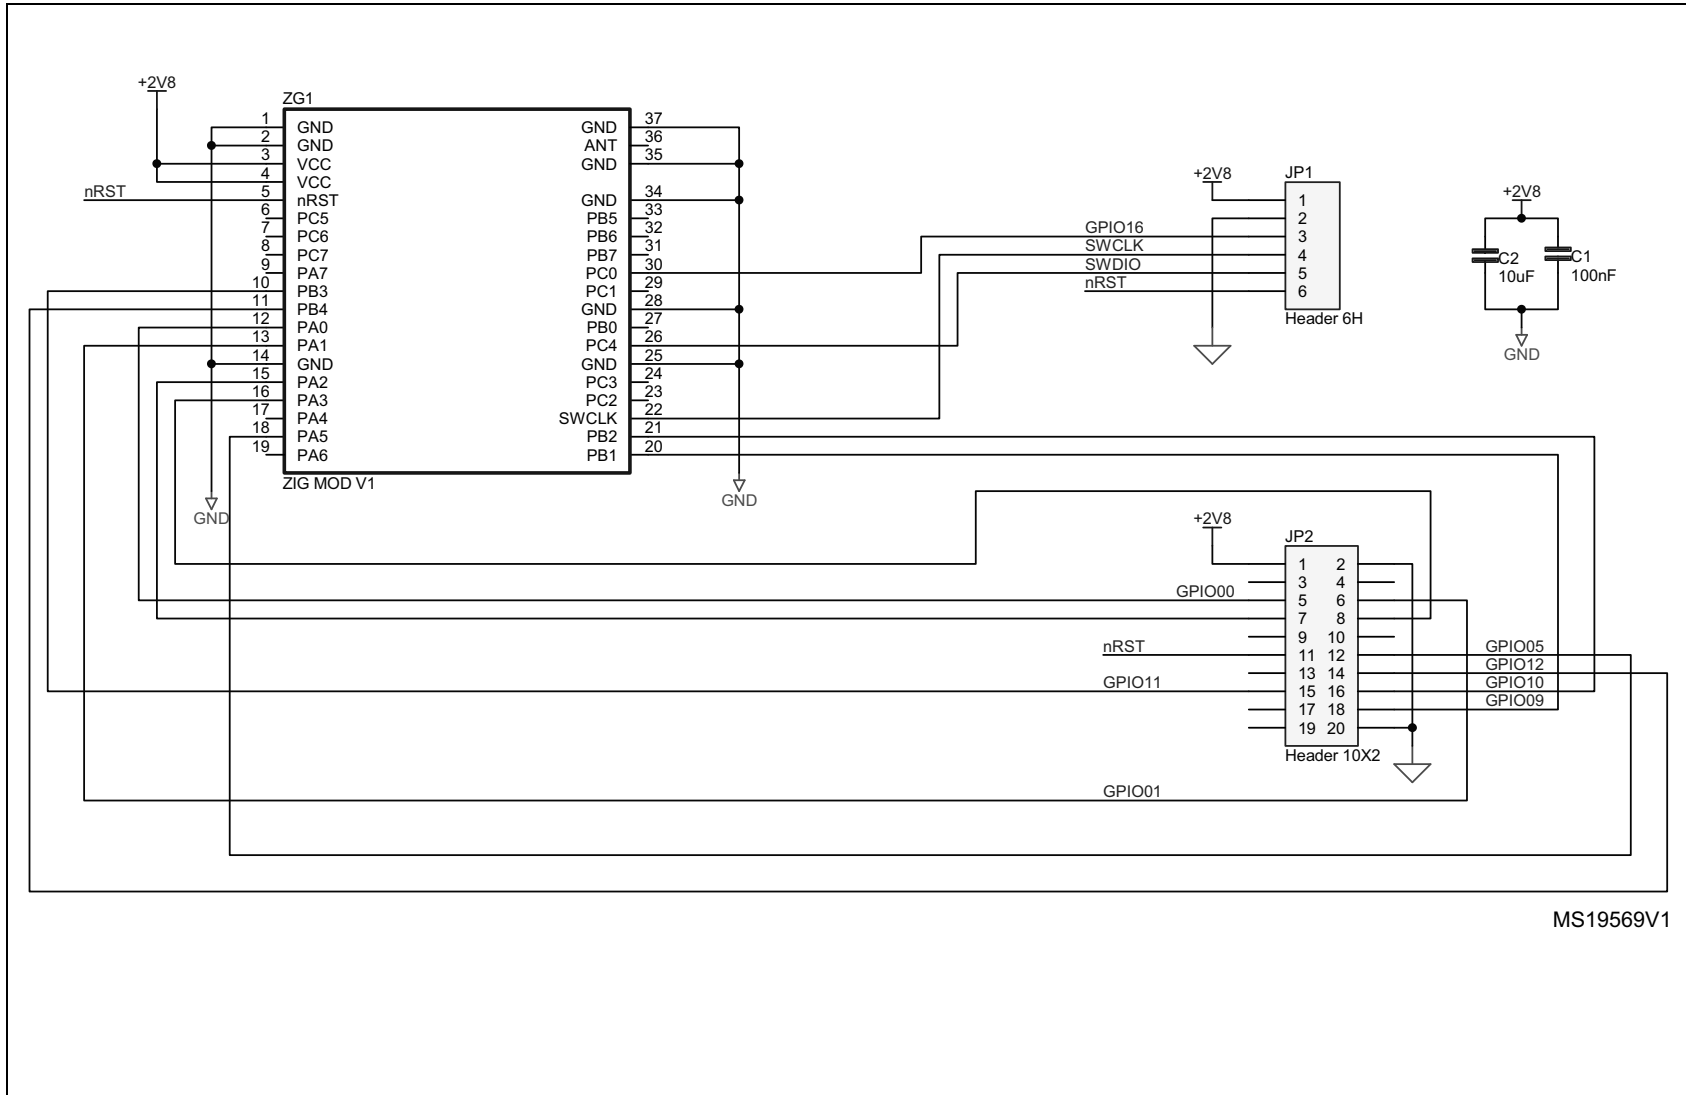 +2V8
ZG1
1 GND GND 37
2 GND ANT 36
3 VCC GND 35
4 VCC
nRST 5 nRST GND 34
6 PC5 PB5 33
7 PC6 PB6 32
8 PC7 PB7 31
9 PA7 PC0 30
10 PB3 PC1 29
11 PB4 GND 28
12 PA0 PB0 27
13 PA1 PC4 26
14 GND GND 25
15 PA2 PC3 24
16 PA3 PC2 23
17 PA4 SWCLK 22
18 PA5 PB2 21
19 PA6 PB1 20
ZIG MOD V1
GND
GND
+2V8
JP1
1
2
GPIO16 3
SWCLK 4
SWDIO 5
nRST 6
Header 6H
+2V8
C2
10uF
C1
100nF
GND
+2V8
JP2
1 2
3 4
GPIO00 5 6
7 8
9 10
nRST 11 12 GPIO05
13 14 GPIO12
GPIO11 15 16 GPIO10
17 18 GPIO09
19 20
Header 10X2
GPIO01
MS19569V1